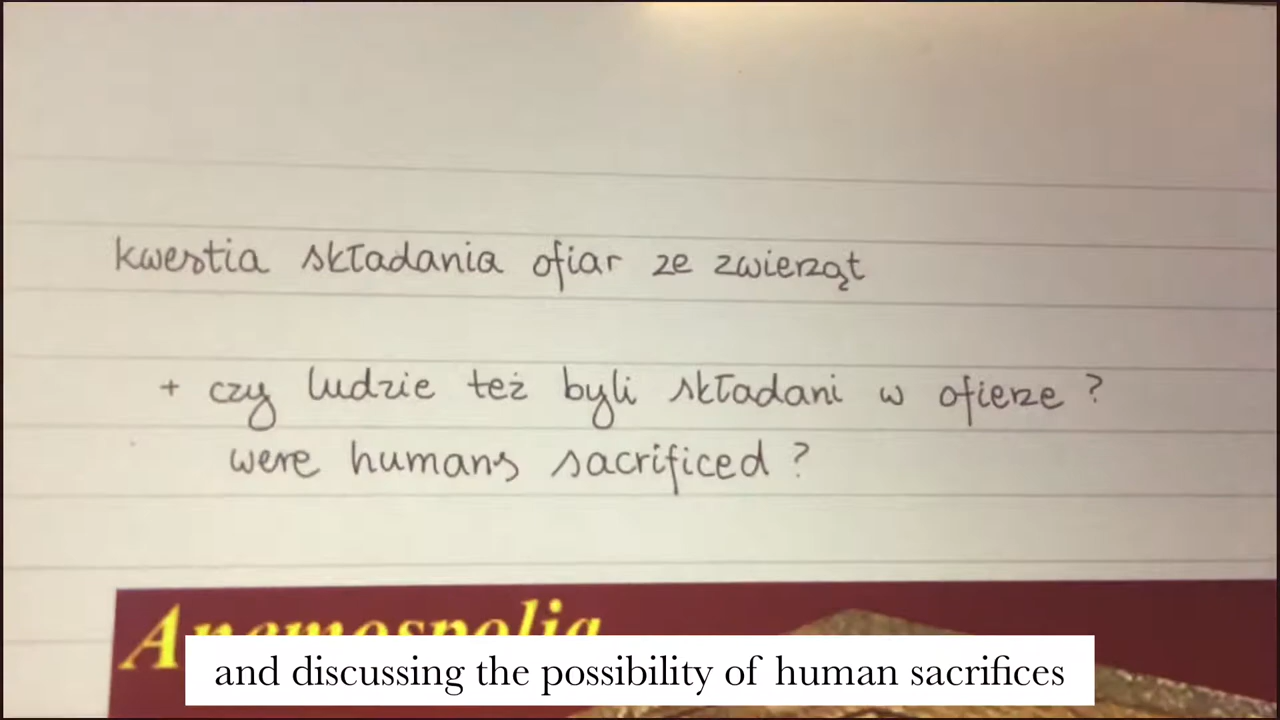 kwestia składania ofiar ze zwierząt
+ czy ludzie też byli składani w ofierze ?
were humans sacrificed ?
Anemospolia
and discussing the possibility of human sacrifices